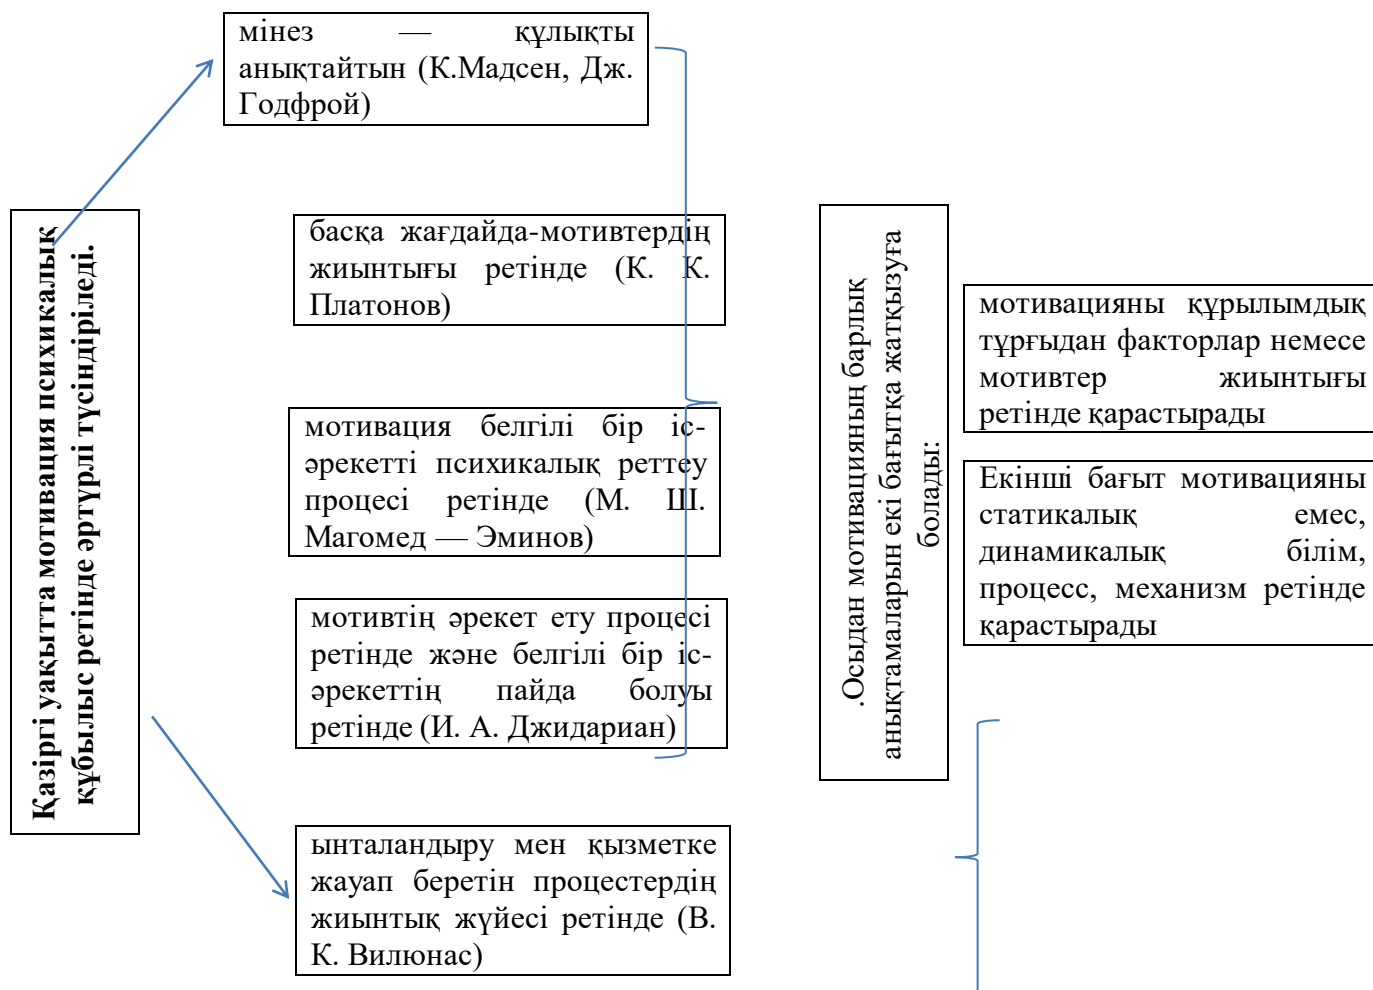 Қазіргі уақытта мотивация психикалық
құбылыс ретінде әртүрлі түсіндіріледі.
мінез — құлықты
анықтайтын (К.Мадсен, Дж.
Годфрой)
басқа жағдайда-мотивтердің
жиынтығы ретінде (К. К.
Платонов)
мотивация белгілі бір іс-
әрекетті психикалық реттеу
процесі ретінде (М. Ш.
Магомед — Эминов)
мотивтің әрекет ету процесі
ретінде және белгілі бір іс-
әрекеттің пайда болуы
ретінде (И. А. Джидариан)
ынталандыру мен қызметке
жауап беретін процестердің
жиынтық жүйесі ретінде (В.
К. Вилюнас)
.Осыдан мотивацияның барлық
анықтамаларын екі бағытқа жатқызуға
болады:
мотивацияны құрылымдық
тұрғыдан факторлар немесе
мотивтер жиынтығы
ретінде қарастырады
Екінші бағыт мотивацияны
статикалық емес,
динамикалық білім,
процесс, механизм ретінде
қарастырады